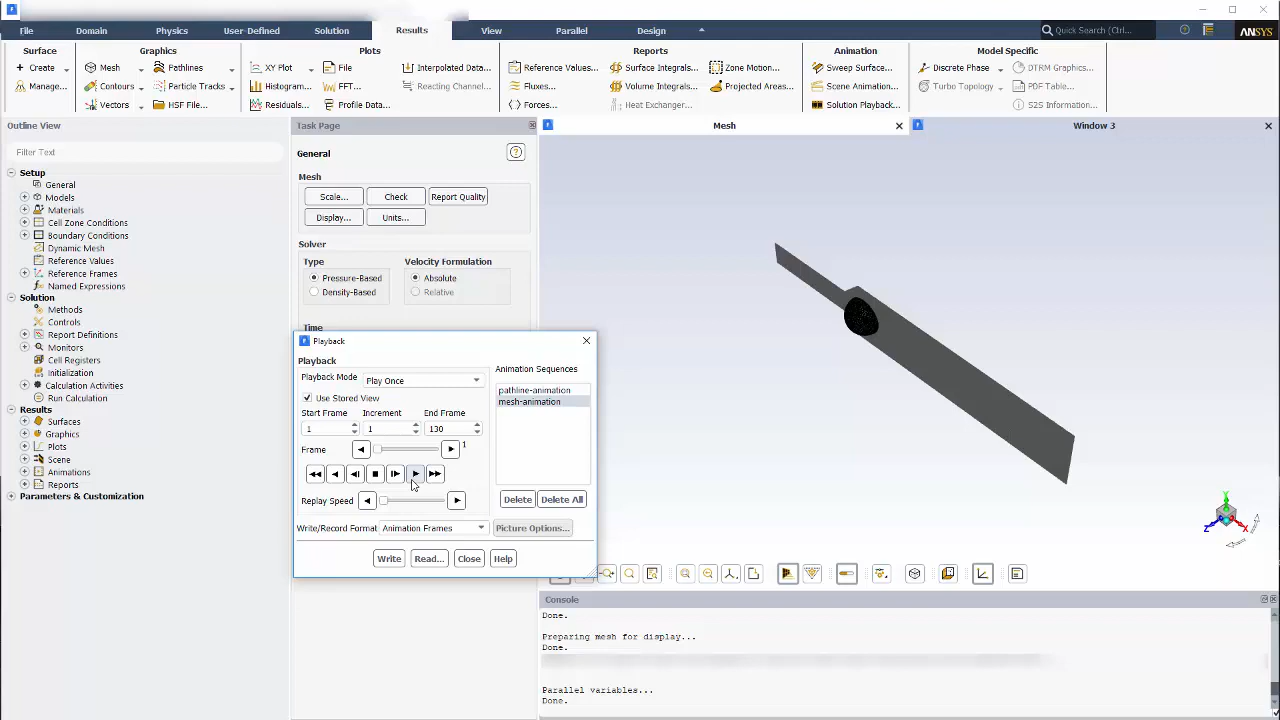 File Domain Physics User-Defined Solution Results View Parallel Design Quick Search (Ctrl... ANSYS
Surface Graphics Plots Reports Animation Model Specific
Create Mesh Pathlines XY Plot File Interpolated Data... Reference Values... Surface Integrals... Zone Motion... Sweep Surface... Discrete Phase DTRM Graphics...
Manage... Contours Particle Tracks Histogram... FFT... Reading Channel... Fluxes... Volume Integrals... Projected Areas... Scene Animation... Turbo Topology PDF Table...
Vectors HSF File... Residuals... Profile Data... Forces... Heat Exchanger... Solution Playback... S2S Information...
Outline View
Filter Text
Setup
General
Models
Materials
Cell Zone Conditions
Boundary Conditions
Dynamic Mesh
Reference Values
Reference Frames
Named Expressions
Solution
Methods
Controls
Report Definitions
Monitors
Cell Registers
Initialization
Calculation Activities
Run Calculation
Results
Surfaces
Graphics
Plots
Scene
Animations
Reports
Parameters & Customization
Task Page
General
Mesh
Scale... Check Report Quality
Display... Units...
Solver
Type Velocity Formulation
Pressure-Based Absolute
Density-Based Relative
Time
Playback
Playback
Playback Mode Play Once
Use Stored View
Start Frame Increment End Frame
1 1 130
Frame 1
Replay Speed
Animation Sequences
pathline-animation
mesh-animation
Delete Delete All
Write/Record Format Animation Frames Picture Options...
Write Read... Close Help
Mesh Window 3
Y
Z X
Console
Done.
Preparing mesh for display...
Done.
Parallel variables...
Done.